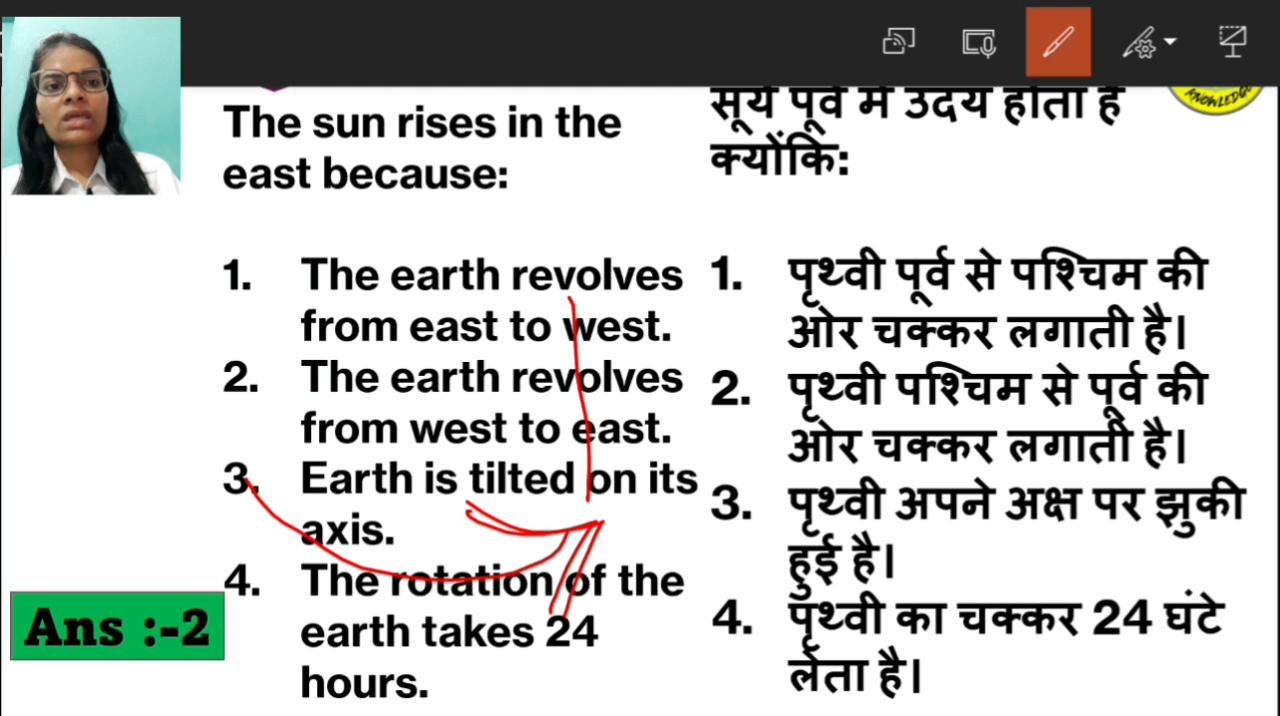 The sun rises in the
east because:
1. The earth revolves
from east to west.
2. The earth revolves
from west to east.
3. Earth is tilted on its
axis.
4. The rotation of the
earth takes 24
hours.
Ans :-2
सूर्य पूर्व में उदय होता है
क्योंकि:
1. पृथ्वी पूर्व से पश्चिम की
ओर चक्कर लगाती है।
2. पृथ्वी पश्चिम से पूर्व की
ओर चक्कर लगाती है।
3. पृथ्वी अपने अक्ष पर झुकी
हुई है।
4. पृथ्वी का चक्कर 24 घंटे
लेता है।
KNOWLEDGE